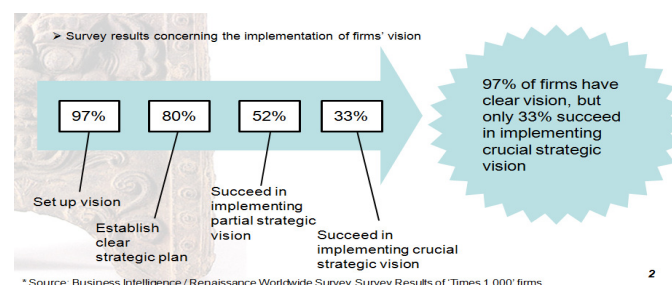 ➢ Survey results concerning the implementation of firms' vision
97%
80%
52%
33%
Set up vision
Establish
clear
strategic plan
Succeed in
implementing
partial strategic
vision
Succeed in
implementing crucial
strategic vision
97% of firms have
clear vision, but
only 33% succeed
in implementing
crucial strategic
vision
2
* Source: Business Intelligence / Renaissance Worldwide Survey, Survey Results of 'Times 1,000' firms